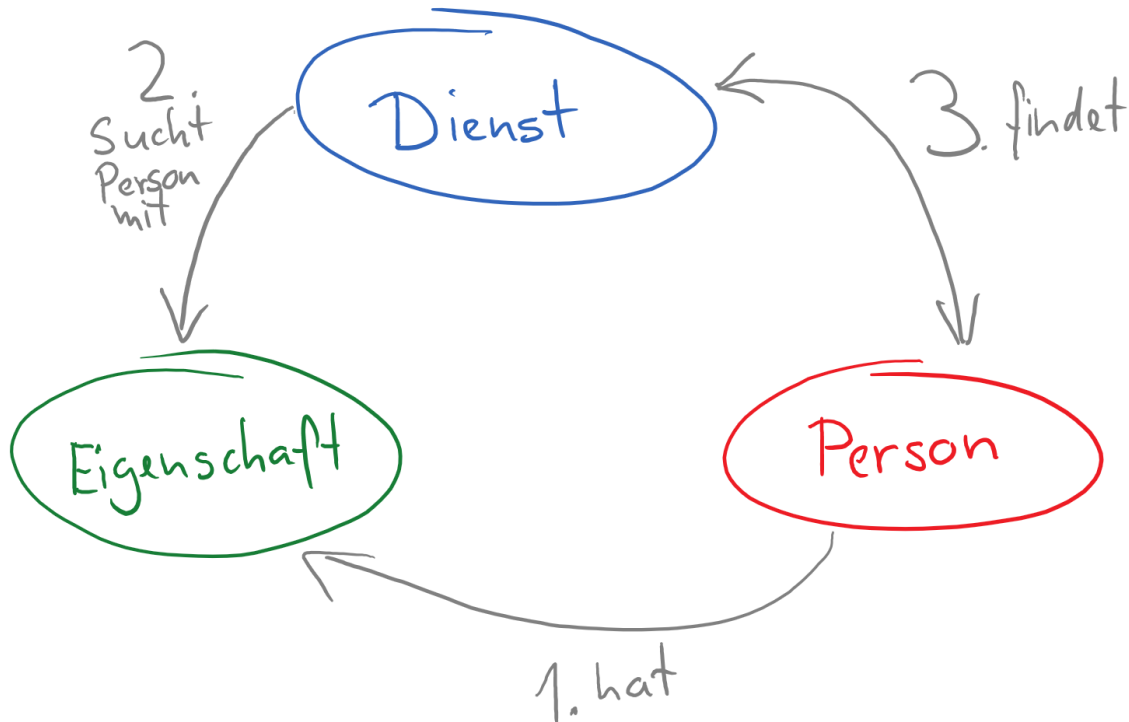 2.
Sucht
Person
mit
Dienst
3. findet
Eigenschaft
Person
1. hat